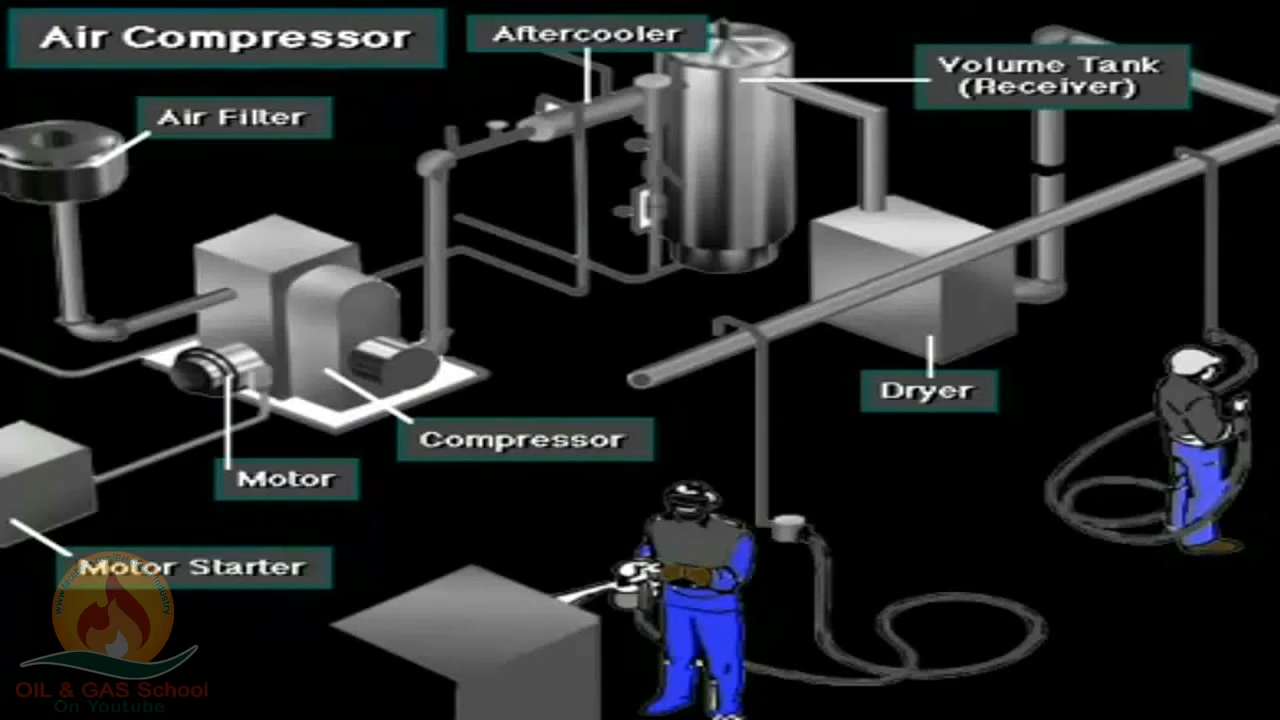 Air Compressor
Aftercooler
Volume Tank
(Receiver)
Air Filter
Dryer
Compressor
Motor
Motor Starter
OIL & GAS School
On Youtube